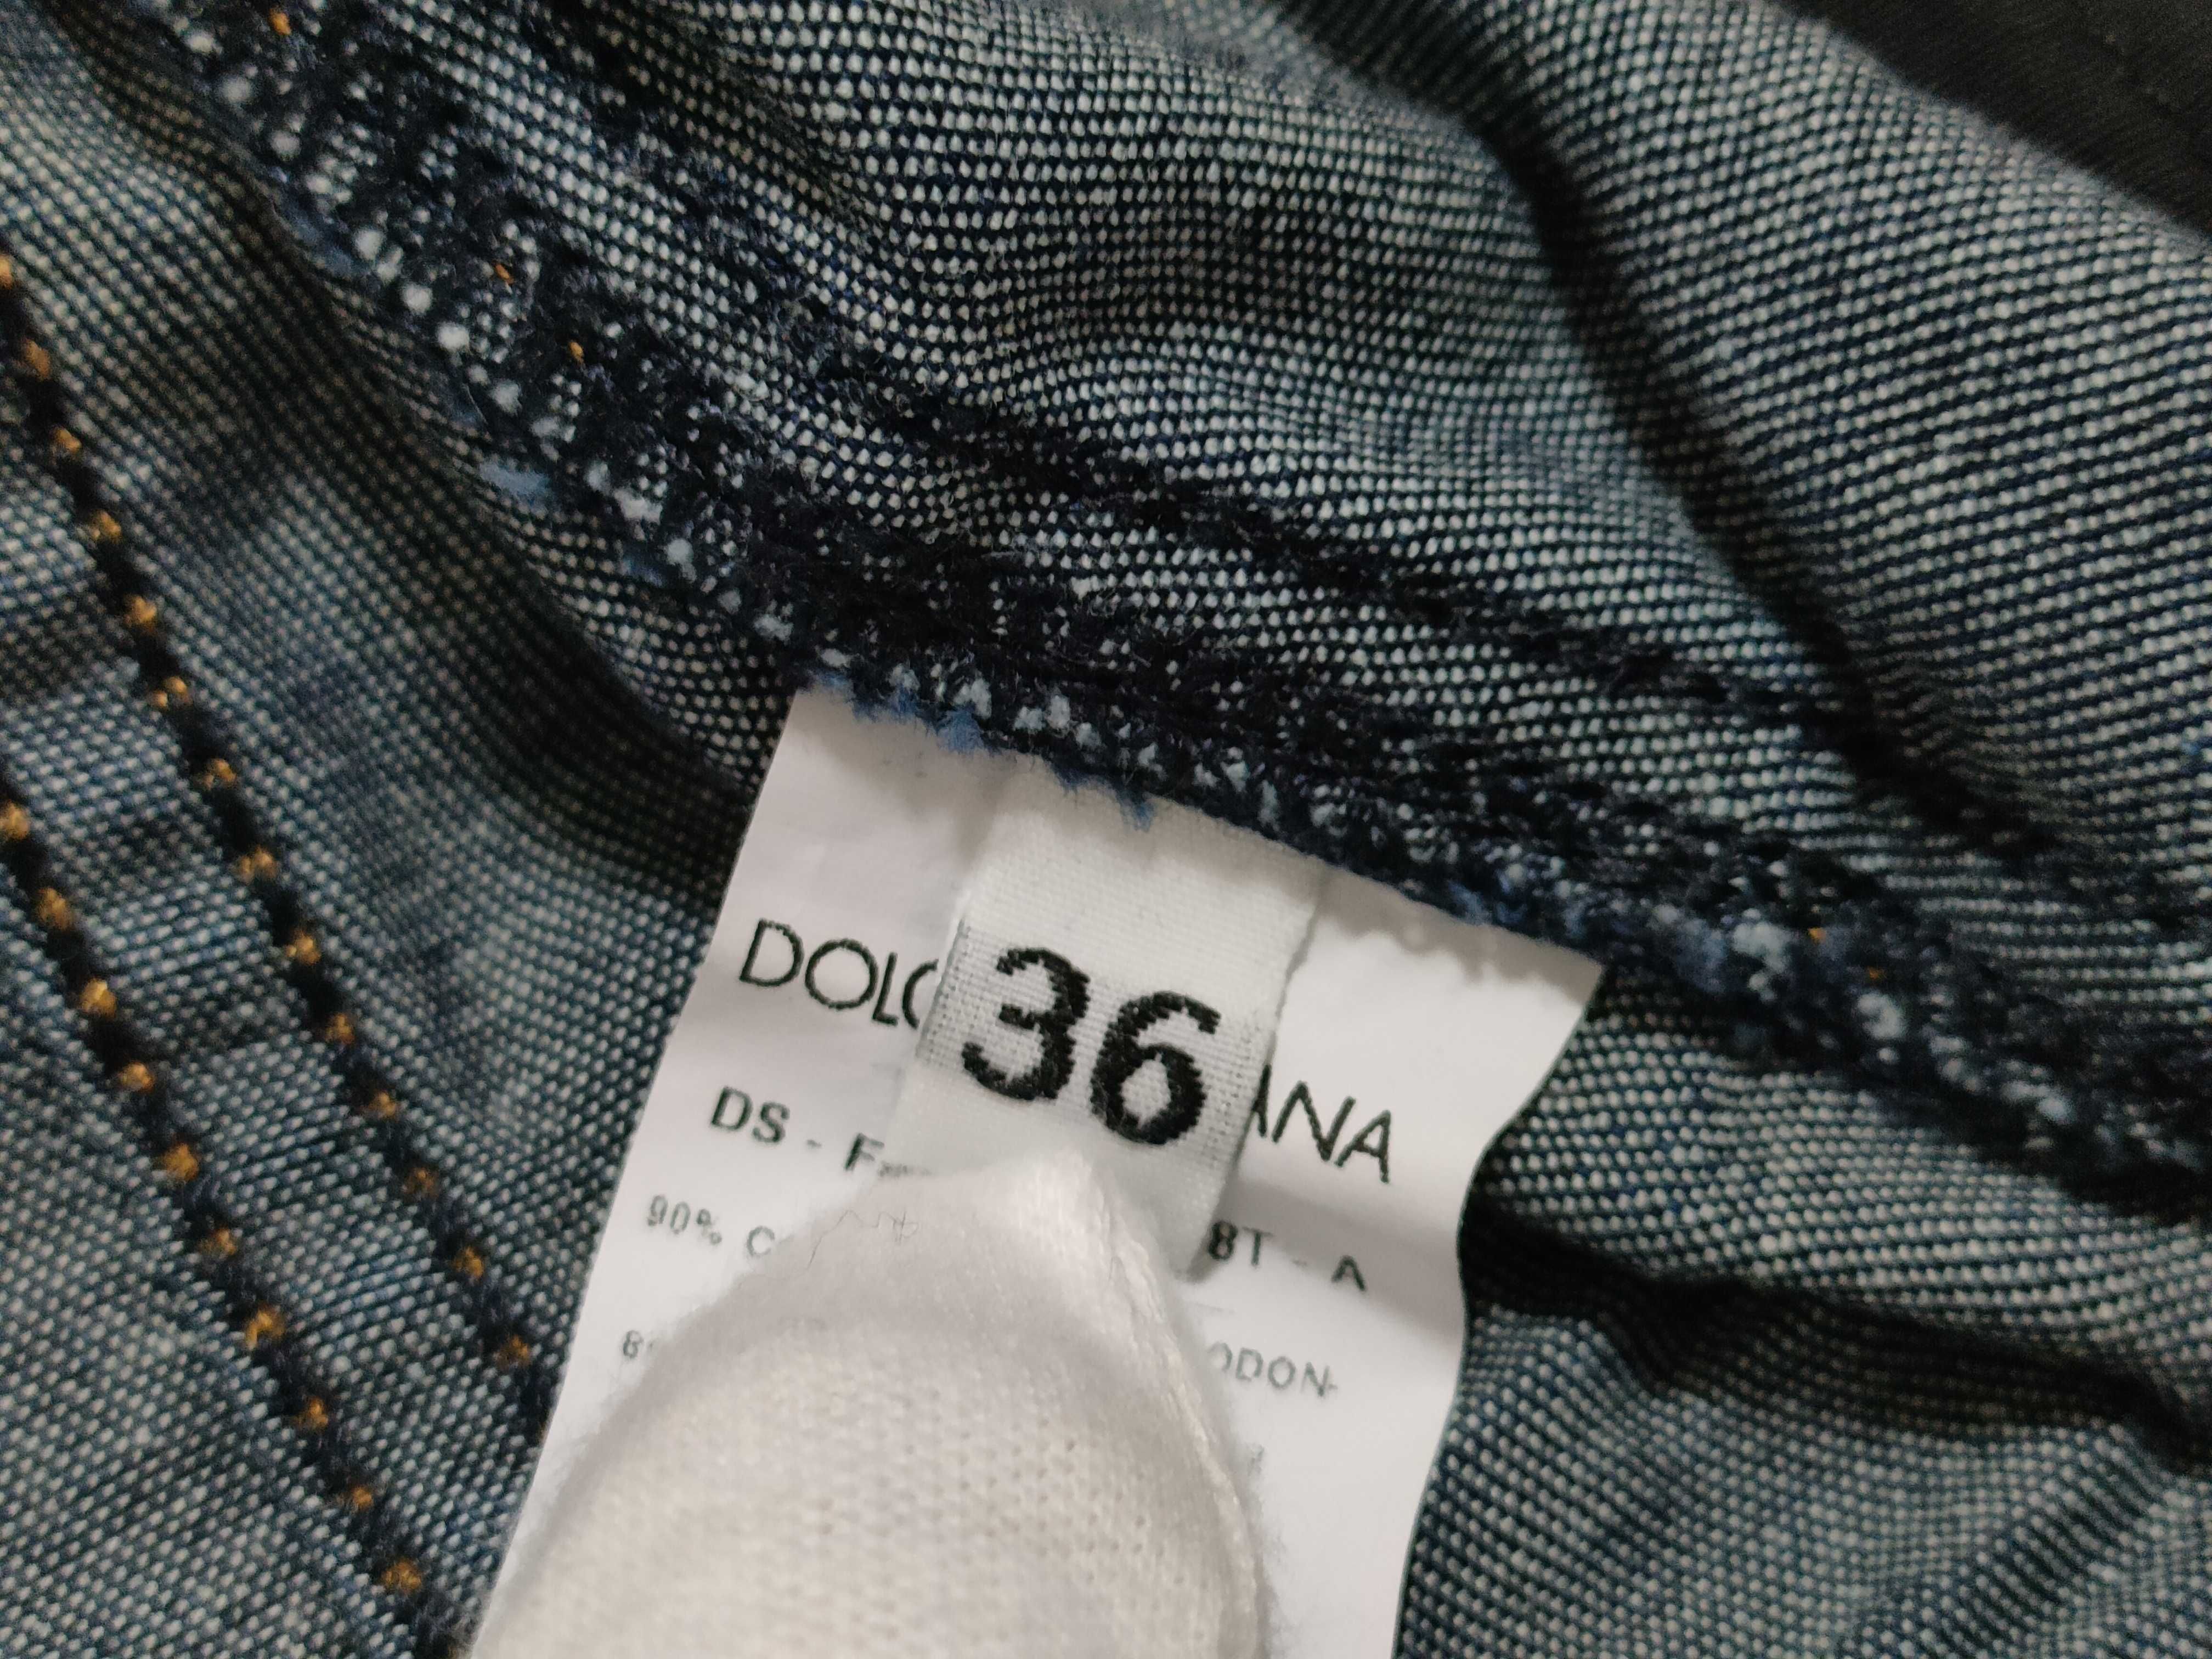 DOLC
36
ANA
DS - F
90% C
8T - A
ODON-